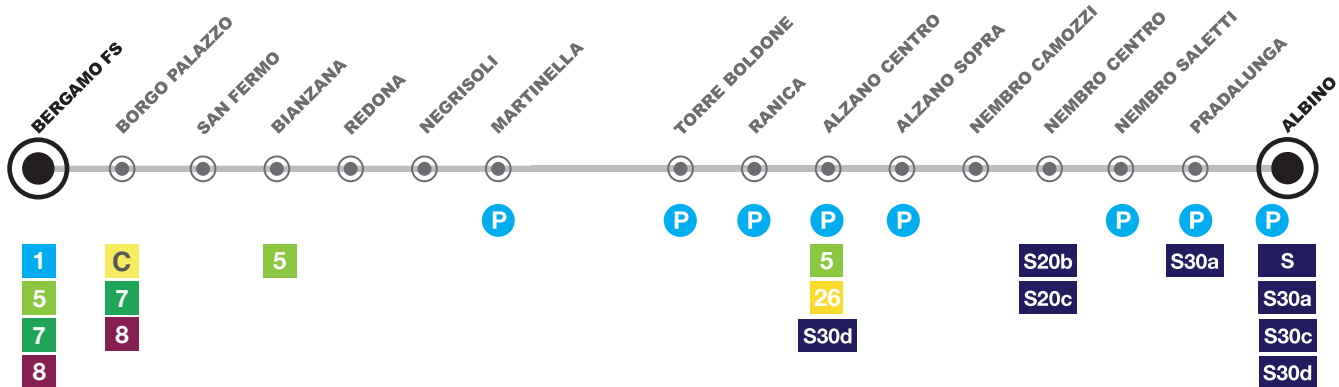 BERGAMO FS
BORGO PALAZZO
SAN FERMO
BIANZANA
REDONA
NEGRISOLI
MARTINELLA
TORRE BOLDONE
RANICA
ALZANO CENTRO
ALZANO SOPRA
NEMBRO CAMOZZI
NEMBRO CENTRO
NEMBRO SALETTI
PRADALUNGA
ALBINO
P P P P P P P P
1 C 5 5 S20b S30a S
5 7 26 S20c S30a
7 8 S30d S30c
8 S30d